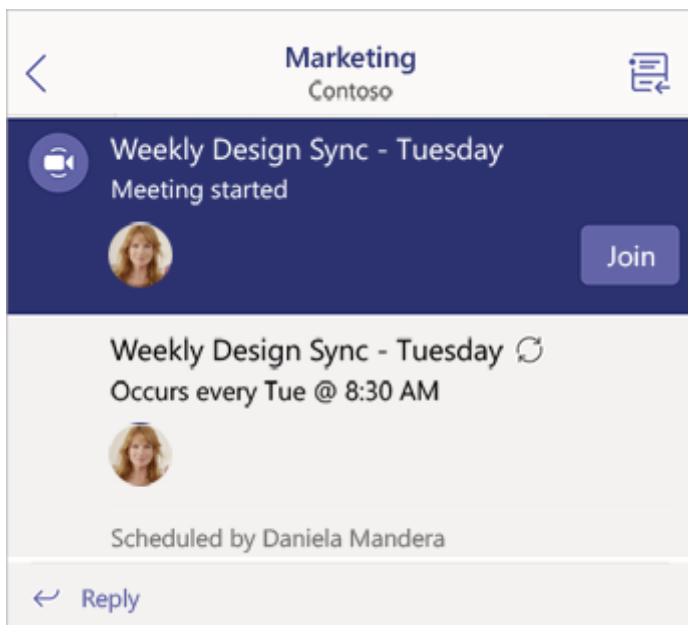 Marketing
Contoso
Weekly Design Sync - Tuesday
Meeting started
Join
Weekly Design Sync - Tuesday
Occurs every Tue @ 8:30 AM
Scheduled by Daniela Mandera
Reply